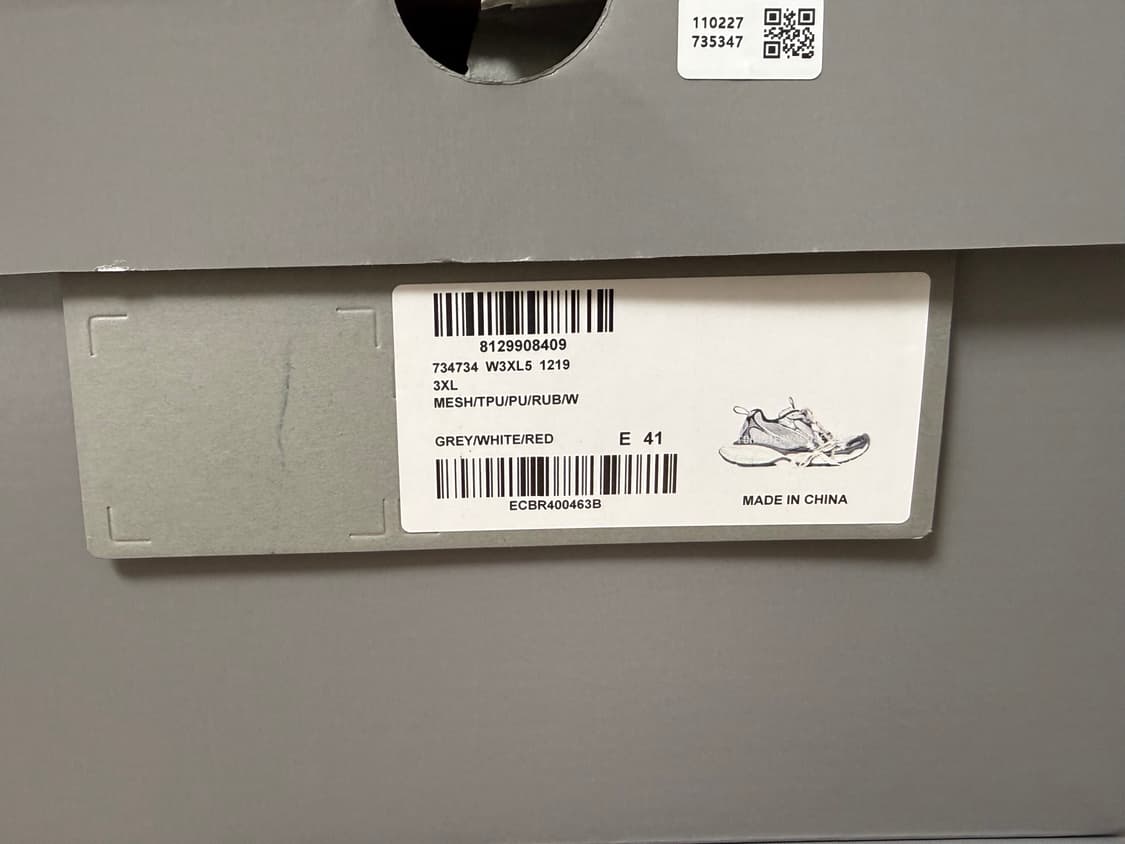 110227
735347
8129908409
734734 W3XL5 1219
3XL
MESH/TPU/PU/RUB/W
GREY/WHITE/RED E 41
ECBR400463B
MADE IN CHINA